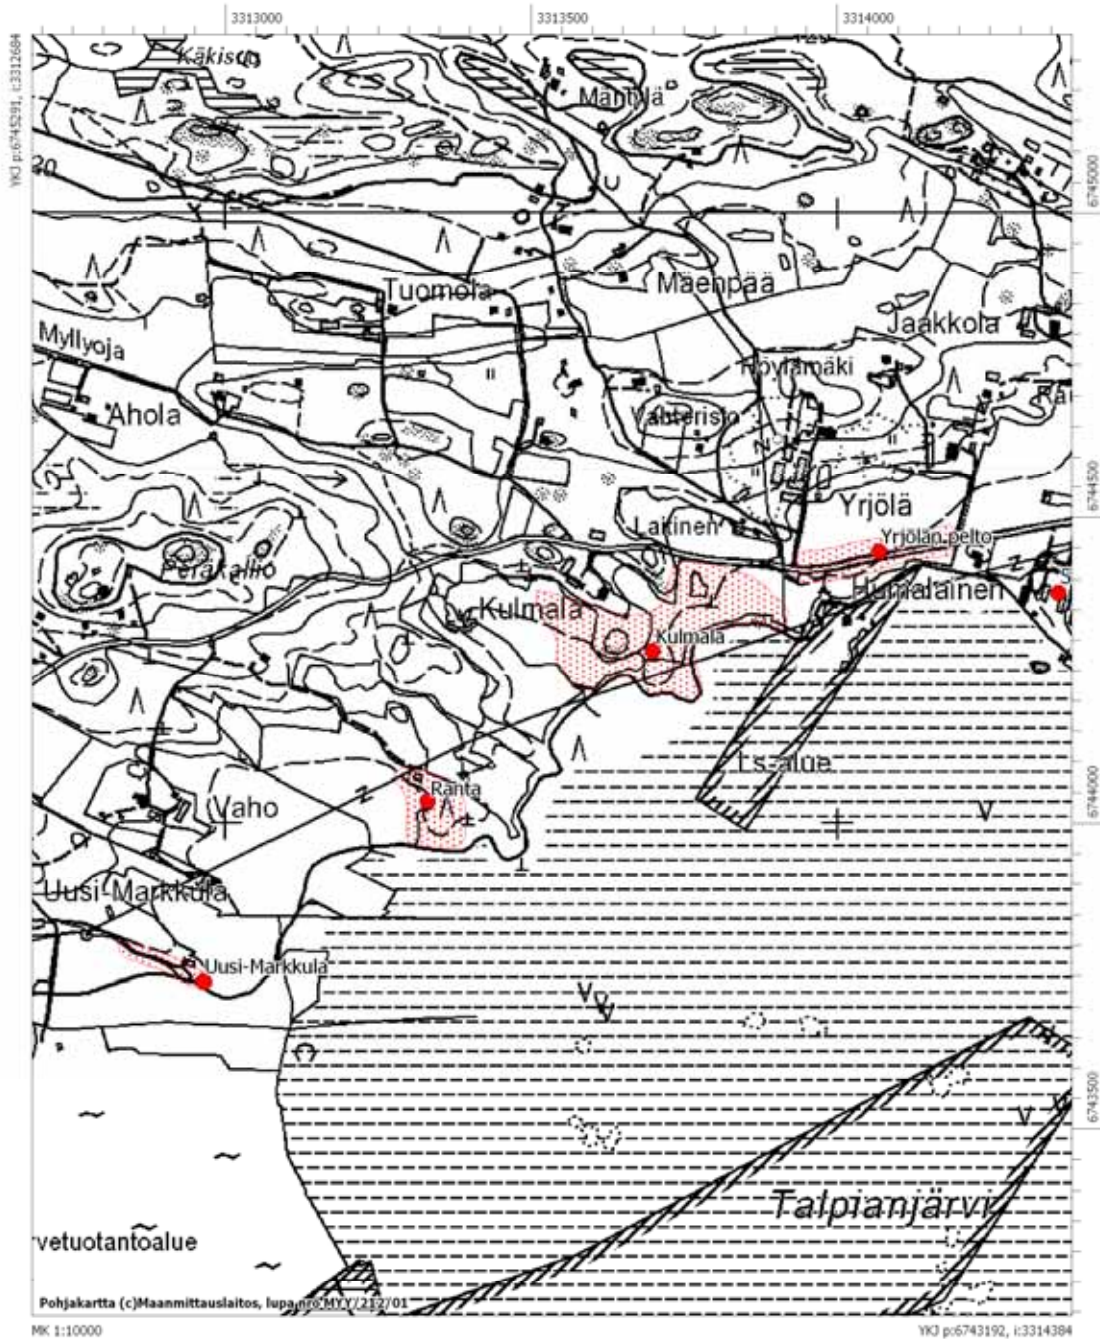 3313000
3313500
3314000
YKJ p:6745291, i:3312684
Mäntylä
20
6745000
Tuomola
Mäenpää
Jaakkola
Myllyoja
Höylämäki
Ahola
Vahteristo
6744500
Yrjölä
Lakinen
Yrjölän pelto
Peräkallio
Humalainen
Kulmala
Kulmala
Ls-alue
Ranta
Vaho
6744000
Uusi-Markkula
Uusi-Markkula
6743500
Talpianjärvi
vetuotantoalue
Pohjakartta (c)Maanmittauslaitos, lupa nro MYY/212/01
MK 1:10000
YKJ p:6743192, i:3314384